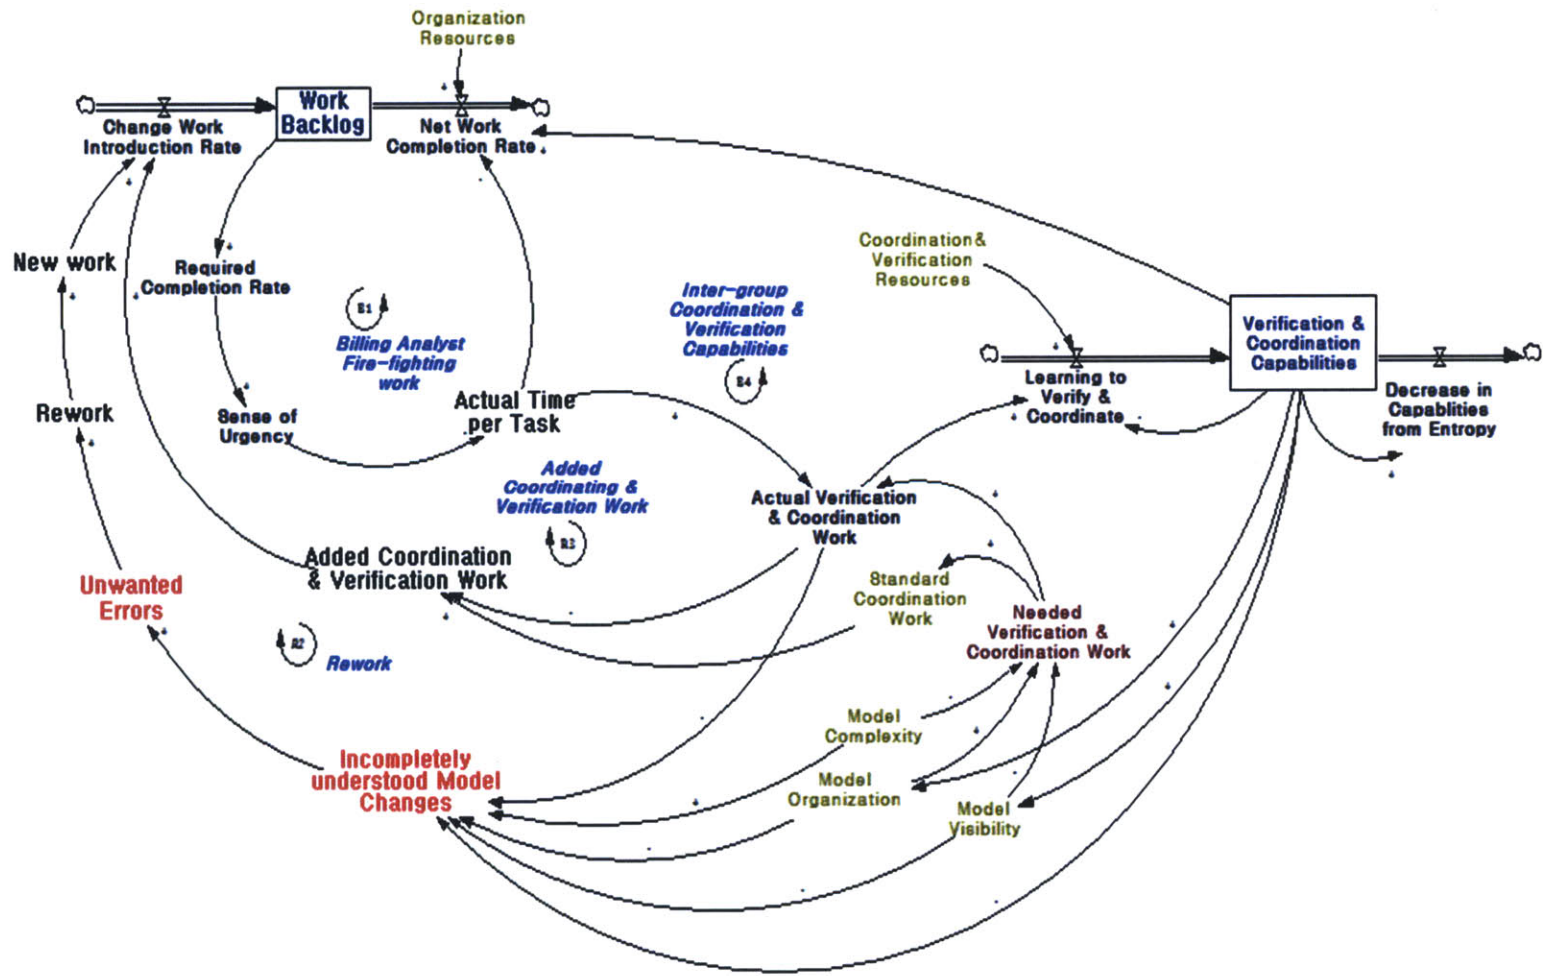 Organization
Resources
Work
Backlog
Change Work
Introduction Rate
Net Work
Completion Rate
New work
Required
Completion Rate
Coordination&
Verification
Resources
Inter-group
Coordination &
Verification
Capabilities
Billing Analyst
Fire-fighting
work
Verification &
Coordination
Capabilities
Learning to
Verify &
Coordinate
Decrease in
Capablities
from Entropy
Rework
Sense of
Urgency
Actual Time
per Task
Added
Coordinating &
Verification Work
R3
Actual Verification
& Coordination
Work
Added Coordination
& Verification Work
Unwanted
Errors
Standard
Coordination
Work
Needed
Verification &
Coordination Work
R2
Rework
Model
Complexity
Incompletely
understood Model
Changes
Model
Organization
Model
Visibility